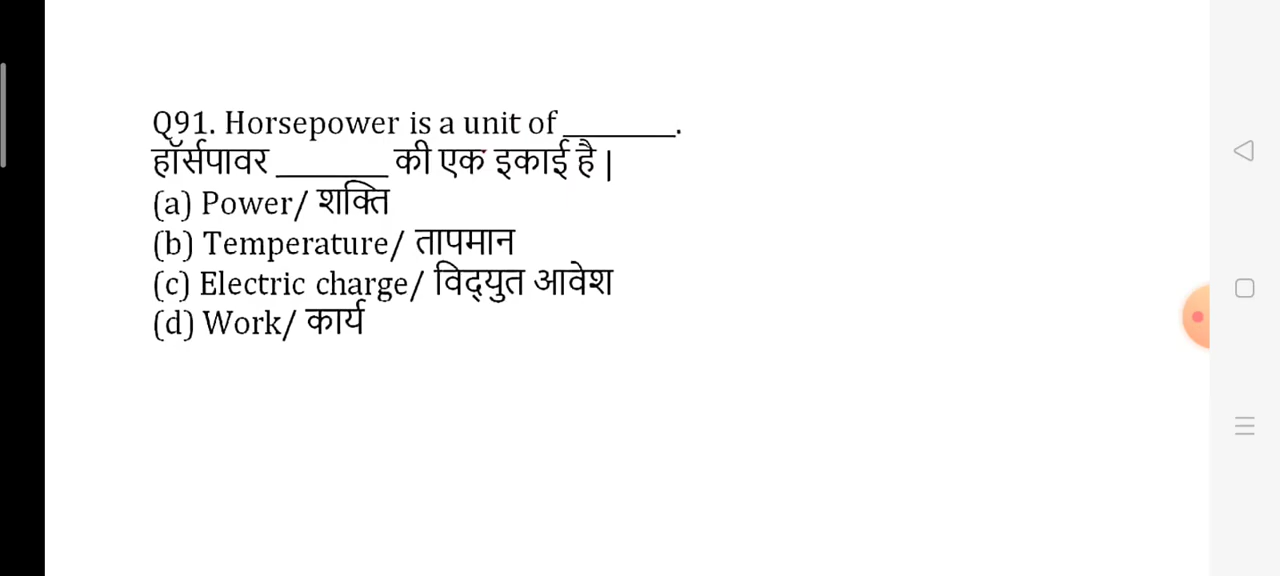 Q91. Horsepower is a unit of ________.
हॉर्सपावर ________ की एक इकाई है |
(a) Power/ शक्ति
(b) Temperature/ तापमान
(c) Electric charge/ विद्युत आवेश
(d) Work/ कार्य